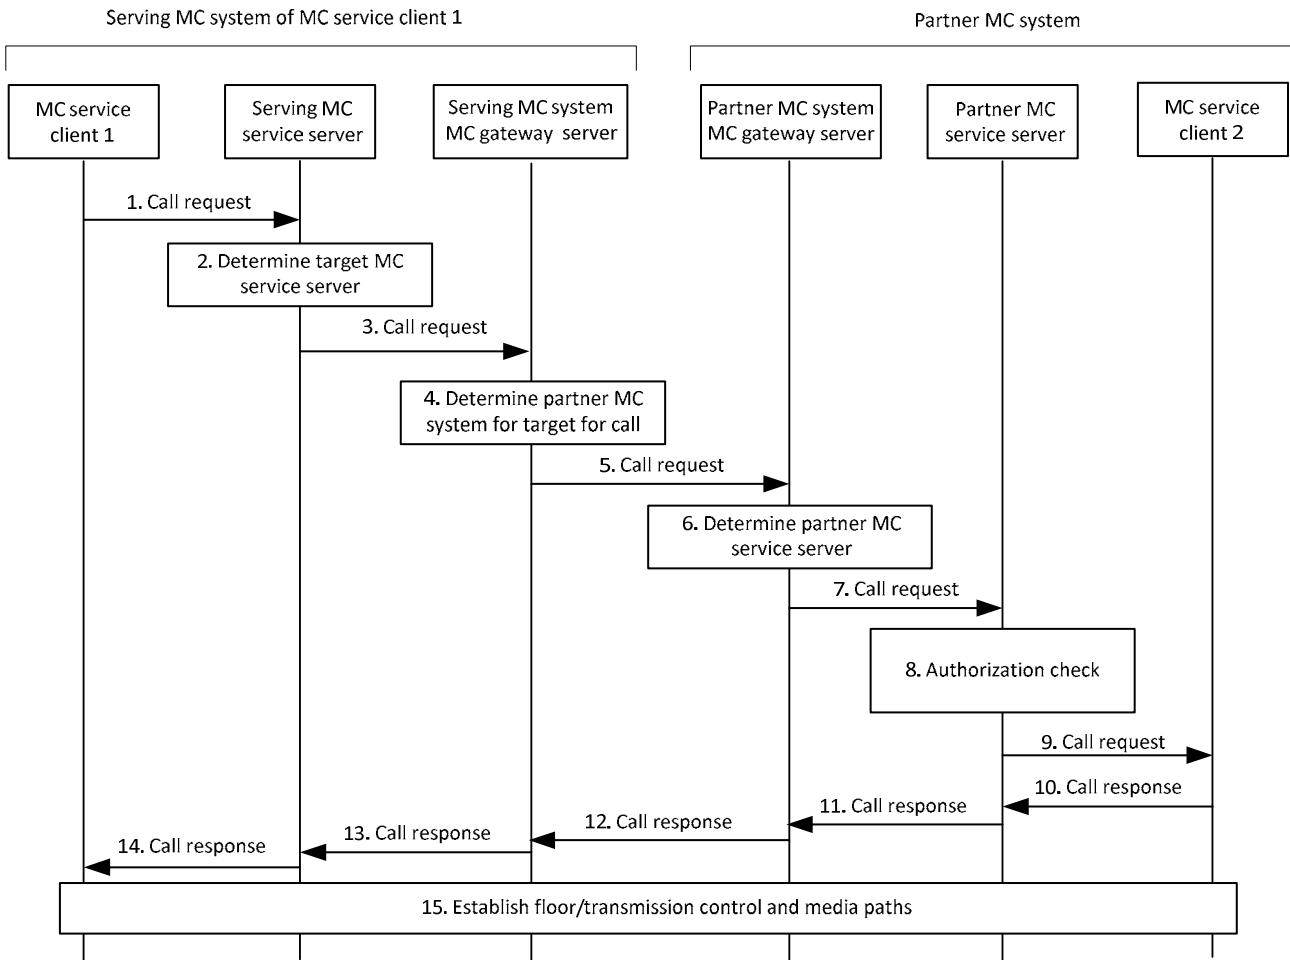 Serving MC system of MC service client 1
Partner MC system
MC service
client 1
Serving MC
service server
Serving MC system
MC gateway server
Partner MC system
MC gateway server
Partner MC
service server
MC service
client 2
1. Call request
2. Determine target MC
service server
3. Call request
4. Determine partner MC
system for target for call
5. Call request
6. Determine partner MC
service server
7. Call request
8. Authorization check
9. Call request
10. Call response
11. Call response
12. Call response
13. Call response
14. Call response
15. Establish floor/transmission control and media paths